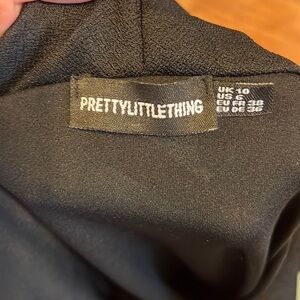 PRETTYLITTLETHING
UK 10
US 6
EU FR 38
EU DE 36